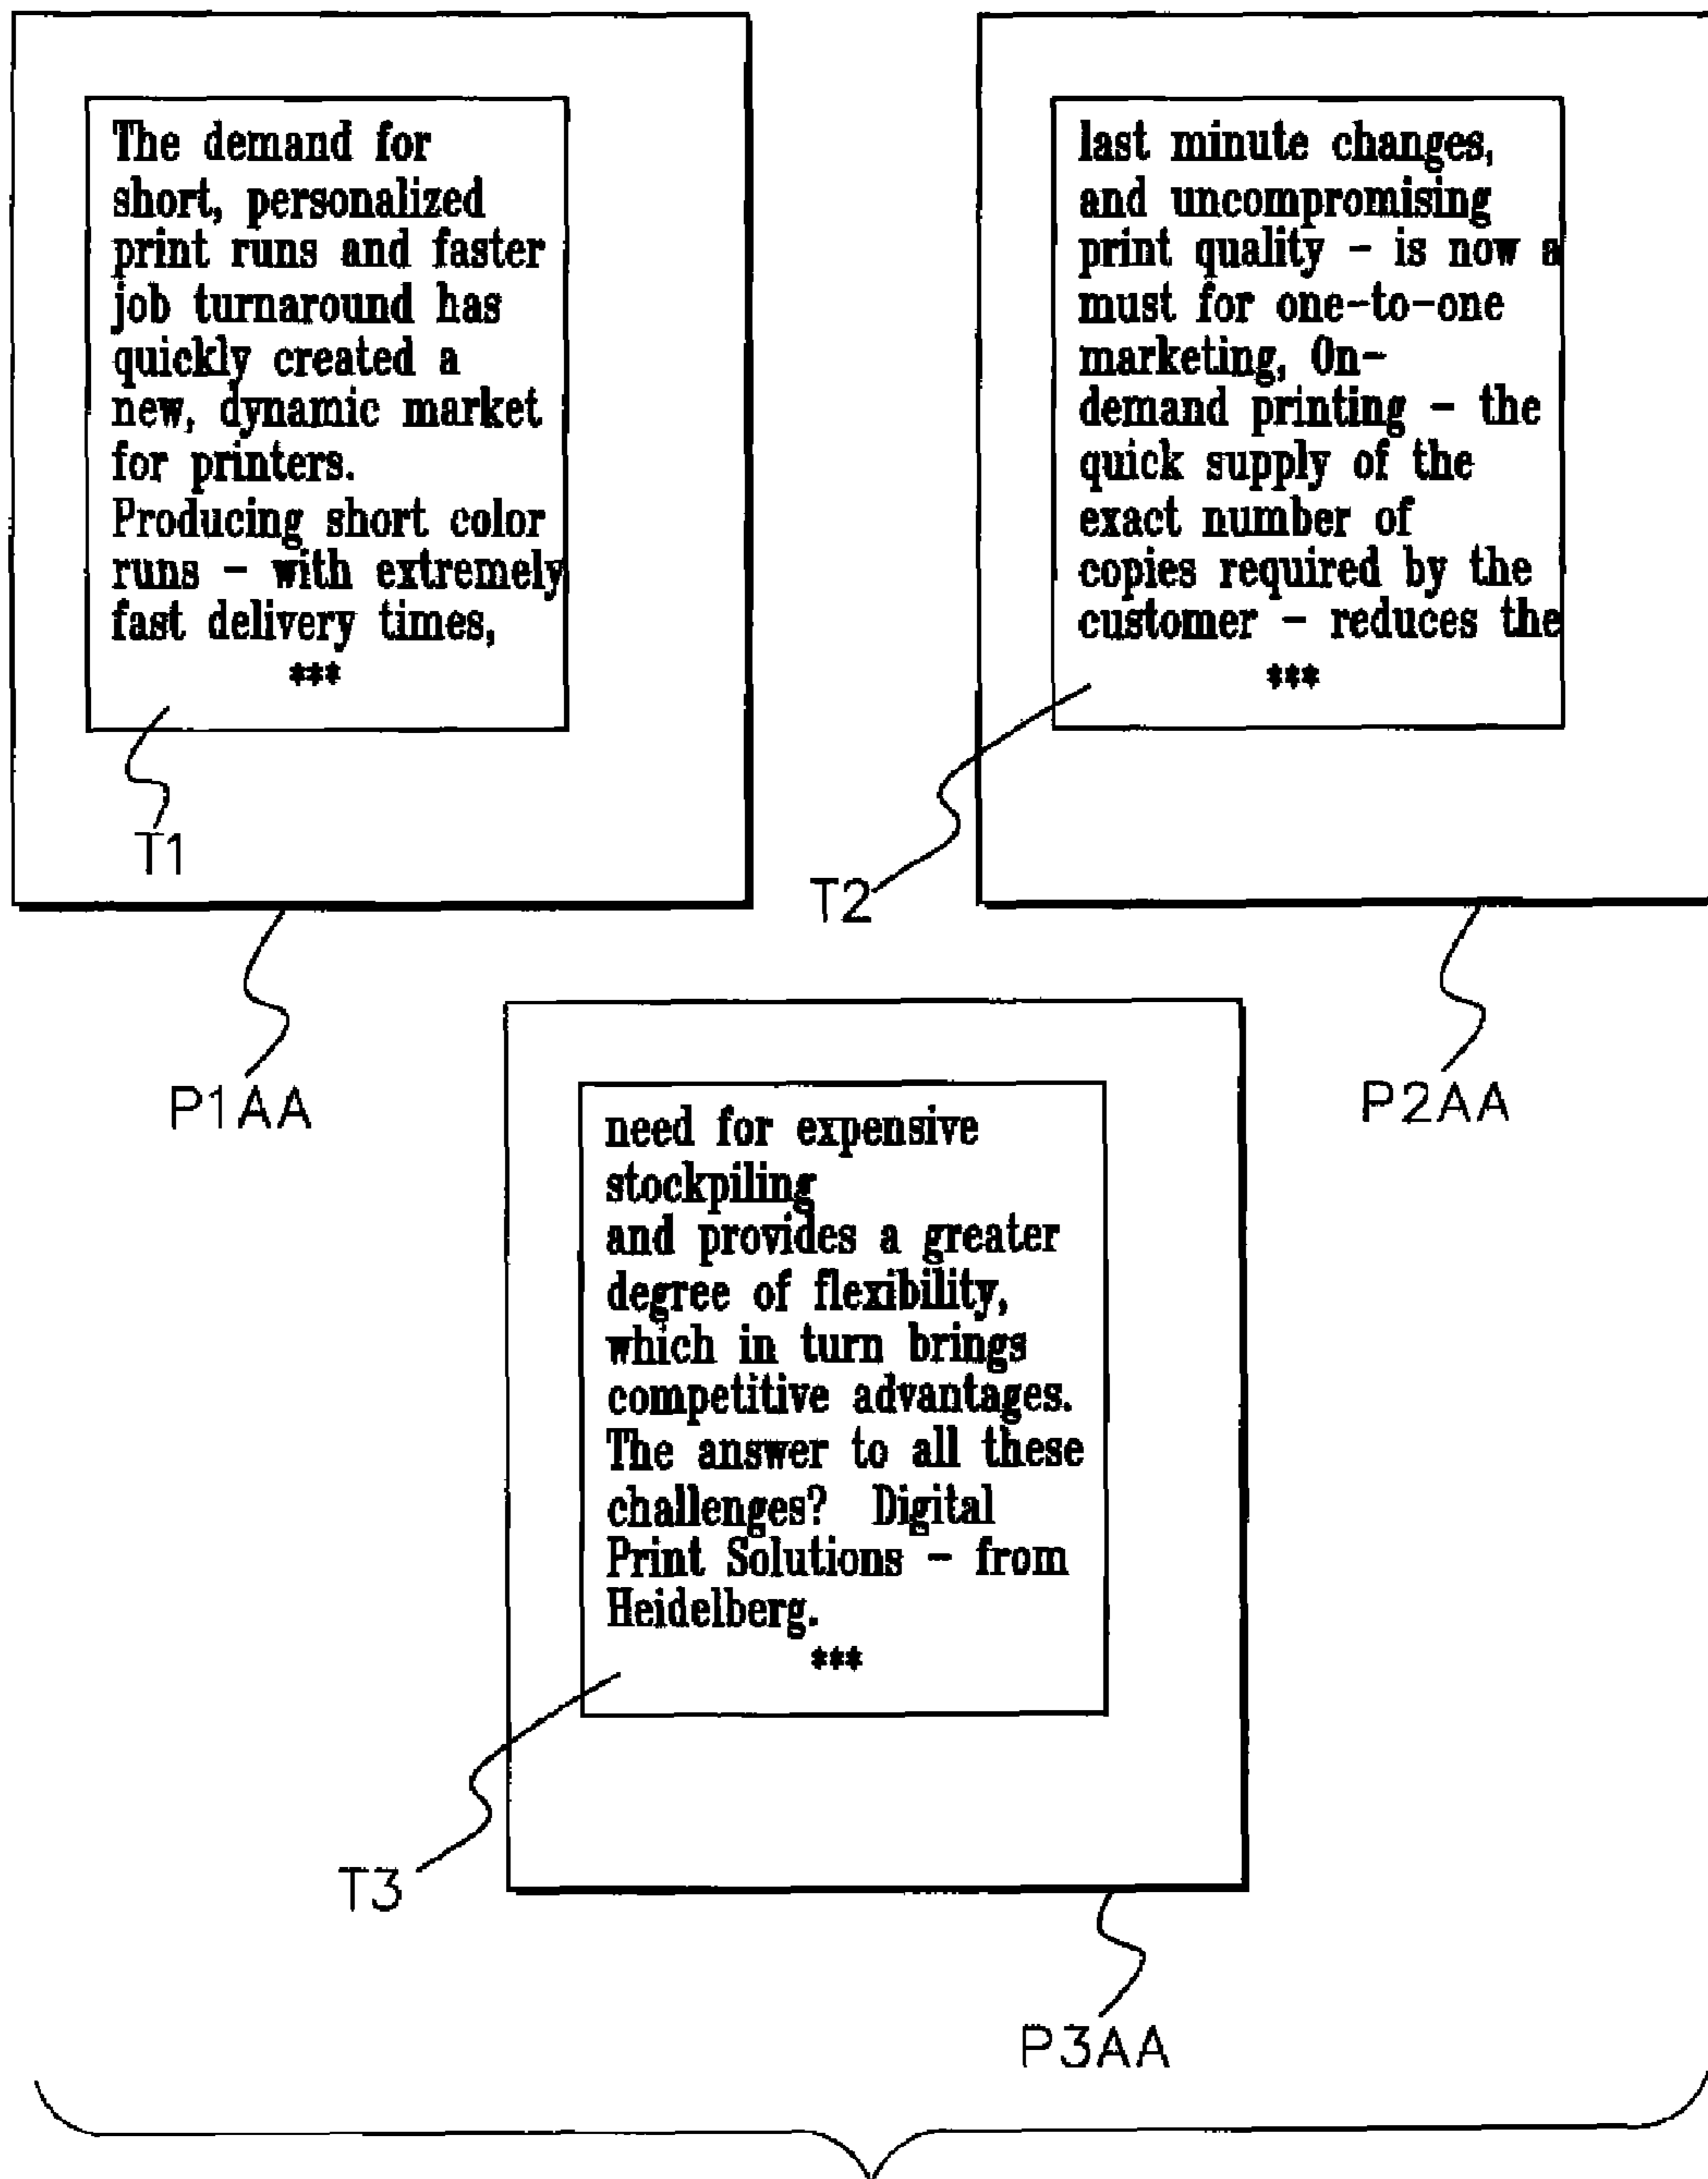 The demand for
short, personalized
print runs and faster
job turnaround has
quickly created a
new, dynamic market
for printers.
Producing short color
runs – with extremely
fast delivery times,
***
T1
P1AA
last minute changes,
and uncompromising
print quality – is now a
must for one-to-one
marketing, On-
demand printing – the
quick supply of the
exact number of
copies required by the
customer – reduces the
***
T2
P2AA
need for expensive
stockpiling
and provides a greater
degree of flexibility,
which in turn brings
competitive advantages.
The answer to all these
challenges? Digital
Print Solutions – from
Heidelberg.
***
T3
P3AA